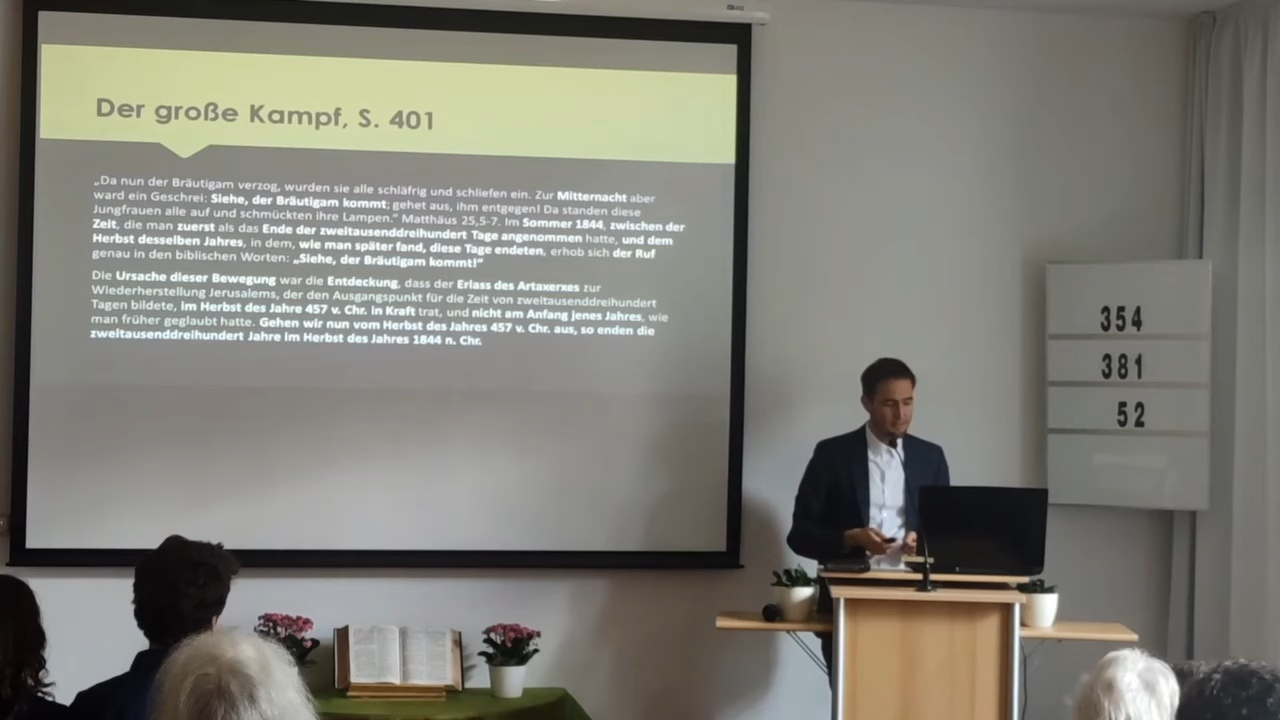 Der große Kampf, S. 401
„Da nun der Bräutigam verzog, wurden sie alle schläfrig und schliefen ein. Zur Mitternacht aber
ward ein Geschrei: Siehe, der Bräutigam kommt; gehet aus, ihm entgegen! Da standen diese
Jungfrauen alle auf und schmückten ihre Lampen.“ Matthäus 25,5-7. Im Sommer 1844, zwischen der
Zeit, die man zuerst als das Ende der zweitausenddreihundert Tage angenommen hatte, und dem
Herbst desselben Jahres, in dem, wie man später fand, diese Tage endeten, erhob sich der Ruf
genau in den biblischen Worten: „Siehe, der Bräutigam kommt!“
Die Ursache dieser Bewegung war die Entdeckung, dass der Erlass des Artaxerxes zur
Wiederherstellung Jerusalems, der den Ausgangspunkt für die Zeit von zweitausenddreihundert
Tagen bildete, im Herbst des Jahre 457 v. Chr. in Kraft trat, und nicht am Anfang jenes Jahres, wie
man früher geglaubt hatte. Gehen wir nun vom Herbst des Jahres 457 v. Chr. aus, so enden die
zweitausenddreihundert Jahre im Herbst des Jahres 1844 n. Chr.
354
381
52